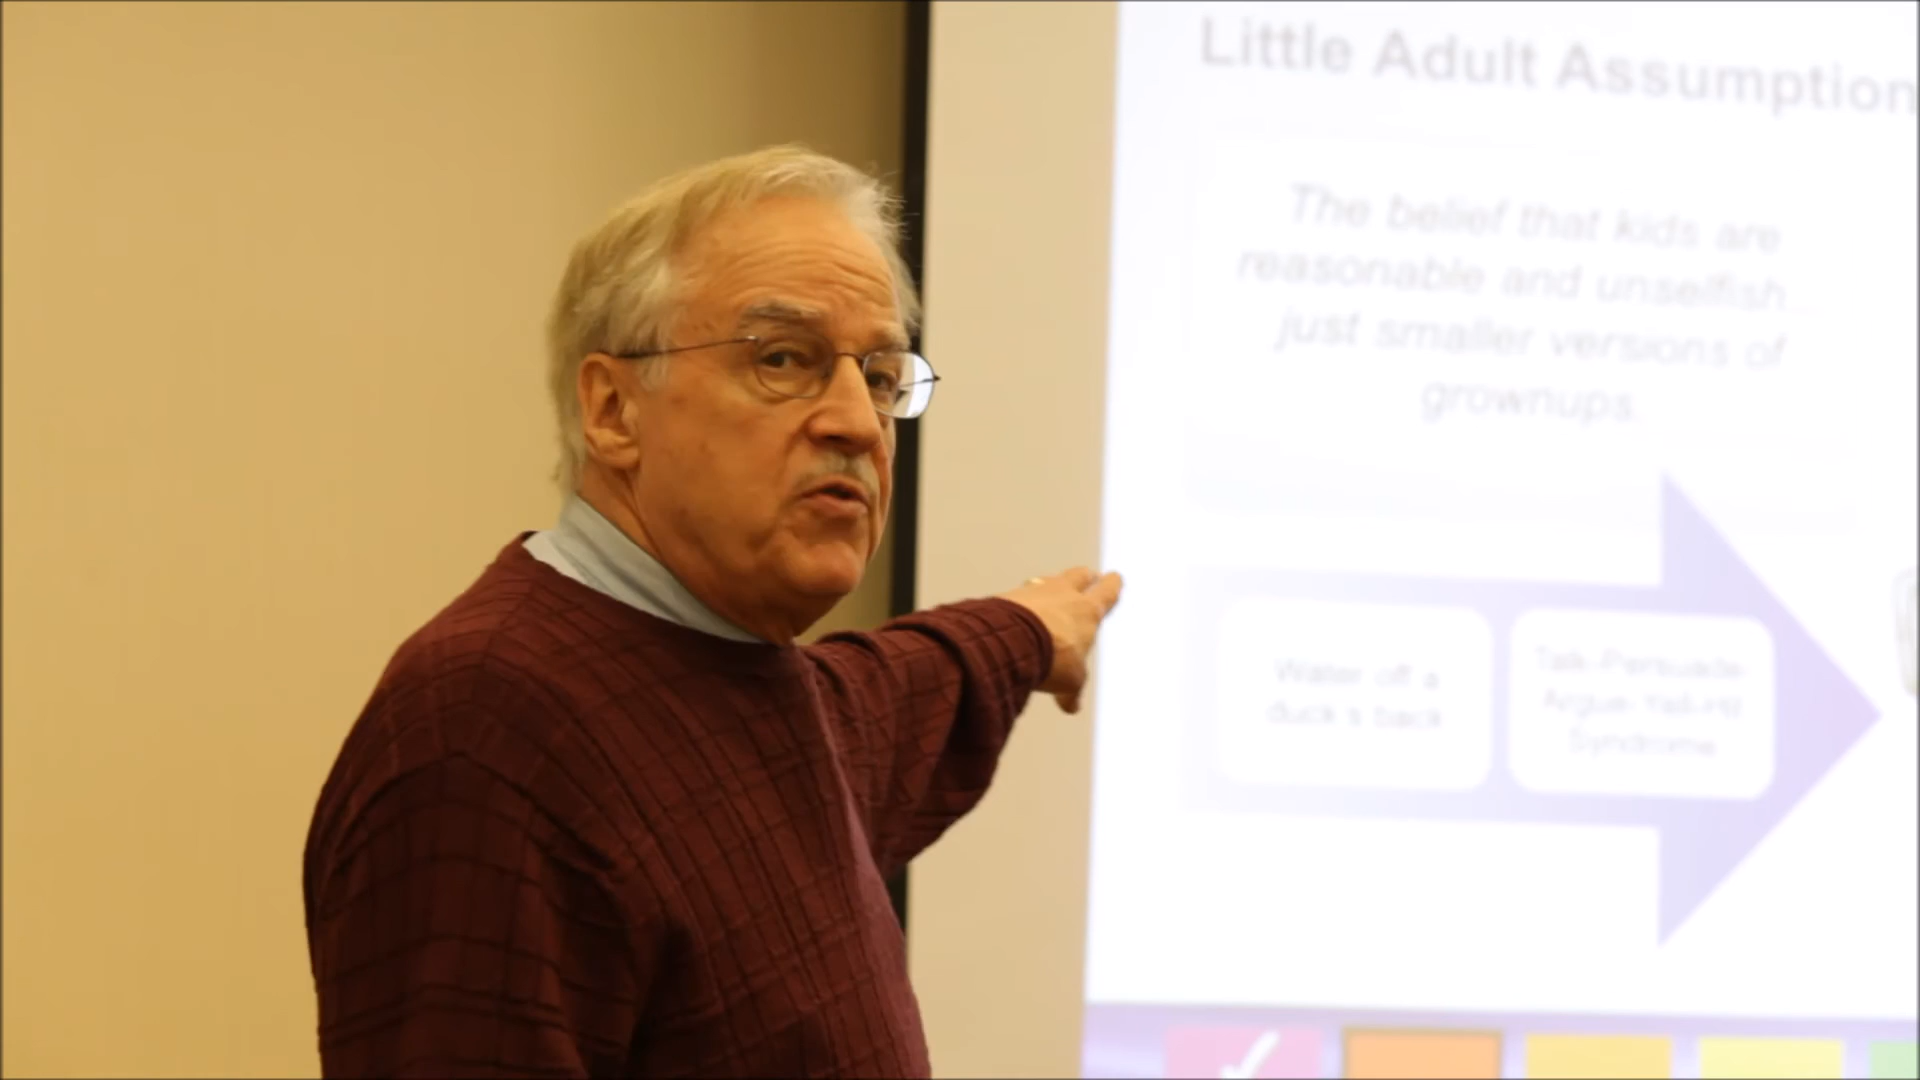 Little Adult Assumption
The belief that kids are
reasonable and unselfish...
just smaller versions of
grownups.
Water off a
duck's back
Talk-Persuade-
Argue-Yell-Hit
Syndrome